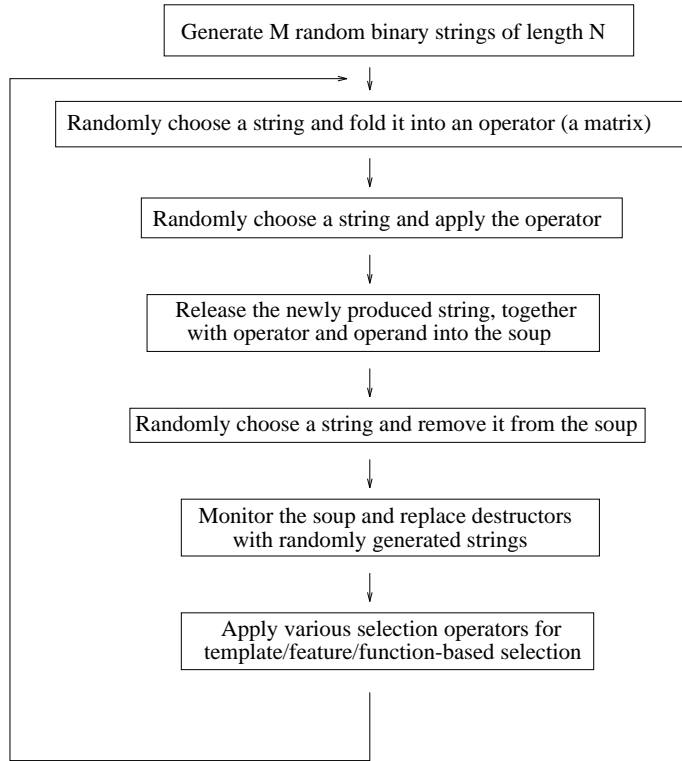 Generate M random binary strings of length N
Randomly choose a string and fold it into an operator (a matrix)
Randomly choose a string and apply the operator
Release the newly produced string, together
with operator and operand into the soup
Randomly choose a string and remove it from the soup
Monitor the soup and replace destructors
with randomly generated strings
Apply various selection operators for
template/feature/function-based selection